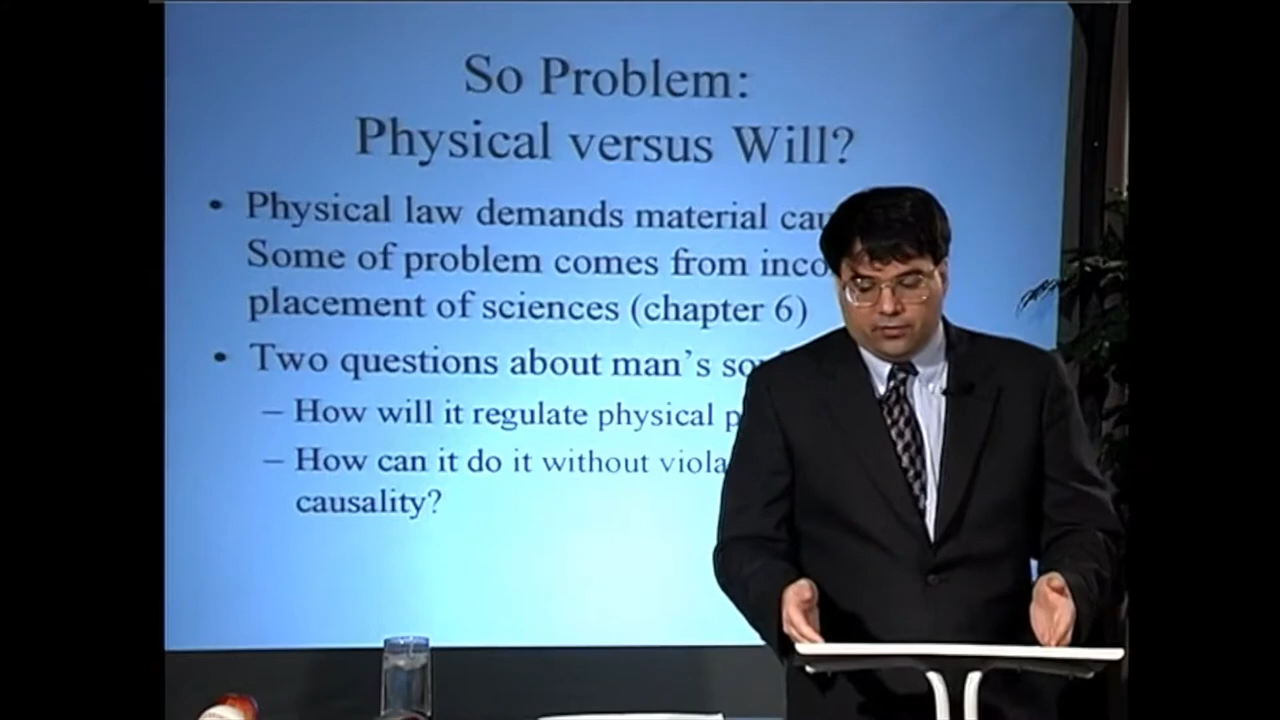 So Problem:
Physical versus Will?
• Physical law demands material
Some of problem comes from
placement of sciences (chapter 6)
• Two questions about man's
– How will it regulate physical
– How can it do it without
causality?